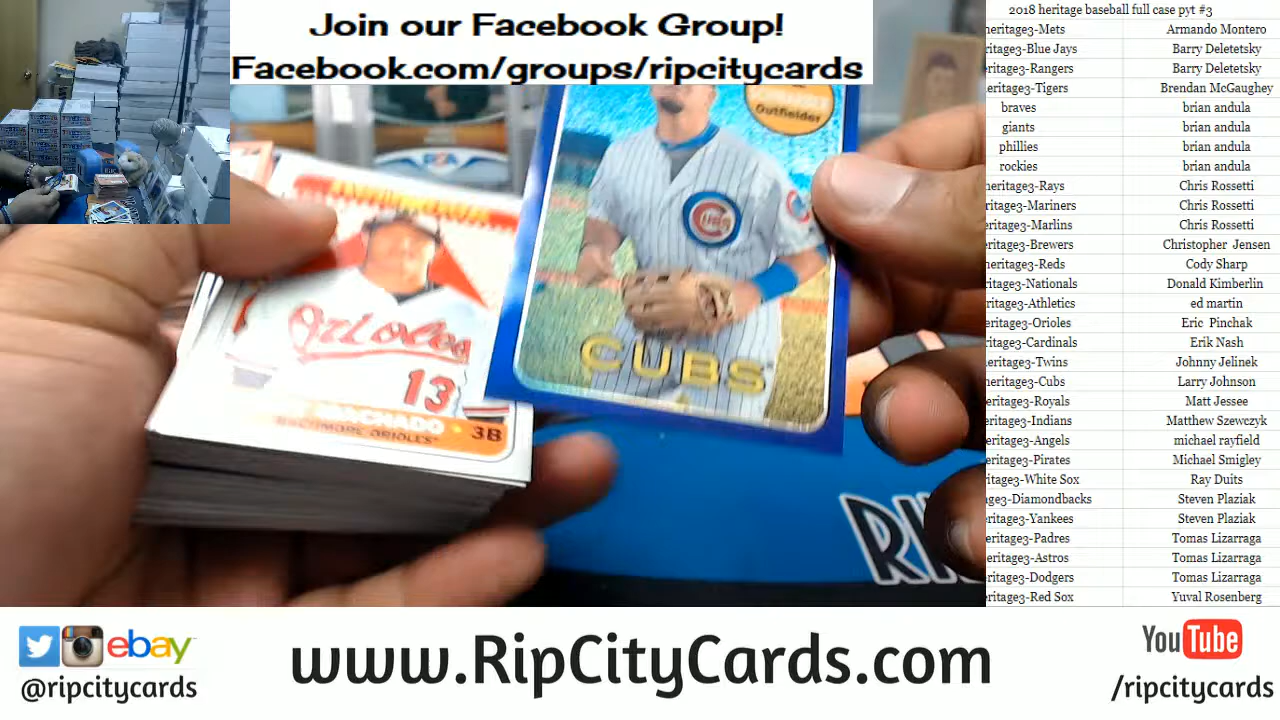 Join our Facebook Group!
Facebook.com/groups/ripcitycards
2018 heritage baseball full case pyt #3
eritage3-Mets Armando Montero
eritage3-Blue Jays Barry Deletetsky
eritage3-Rangers Barry Deletetsky
eritage3-Tigers Brendan McGaughey
braves brian andula
giants brian andula
phillies brian andula
rockies brian andula
heritage3-Rays Chris Rossetti
eritage3-Mariners Chris Rossetti
eritage3-Marlins Chris Rossetti
eritage3-Brewers Christopher Jensen
heritage3-Reds Cody Sharp
eritage3-Nationals Donald Kimberlin
eritage3-Athletics ed martin
eritage3-Orioles Eric Pinchak
eritage3-Cardinals Erik Nash
eritage3-Twins Johnny Jelinek
heritage3-Cubs Larry Johnson
eritage3-Royals Matt Jessee
eritage3-Indians Matthew Szewczyk
eritage3-Angels michael rayfield
eritage3-Pirates Michael Smigley
ritage3-White Sox Ray Duits
age3-Diamondbacks Steven Plaziak
eritage3-Yankees Steven Plaziak
eritage3-Padres Tomas Lizarraga
eritage3-Astros Tomas Lizarraga
eritage3-Dodgers Tomas Lizarraga
ritage3-Red Sox Yuval Rosenberg
Outfielder
CUBS
CUBS
Orioles
13
MACHADO
3B
BALTIMORE ORIOLES
RI
ebay
@ripcitycards
www.RipCityCards.com
YouTube
/ripcitycards